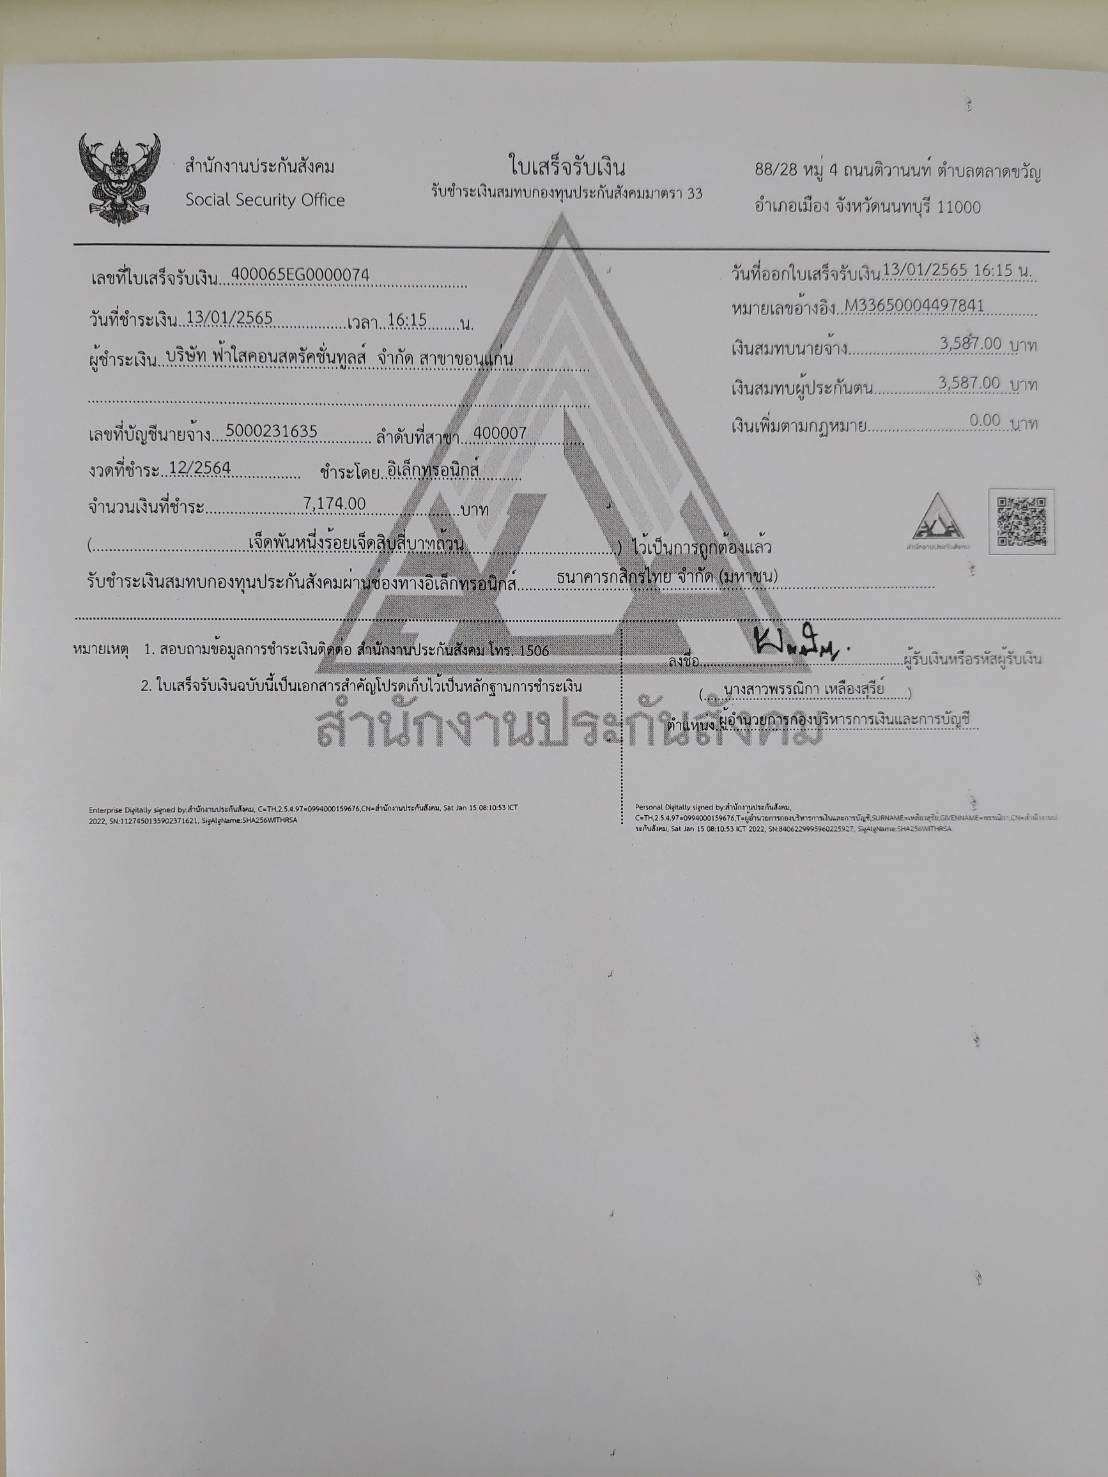 สำนักงานประกันสังคม
Social Security Office
ใบเสร็จรับเงิน
รับชำระเงินสมทบกองทุนประกันสังคมมาตรา 33
88/28 หมู่ 4 ถนนติวานนท์ ตำบลตลาดขวัญ
อำเภอเมือง จังหวัดนนทบุรี 11000
เลขที่ใบเสร็จรับเงิน...400065EG0000074
วันที่ออกใบเสร็จรับเงิน 13/01/2565 16:15 น.
หมายเลขอ้างอิง...M33650004497841
วันที่ชำระเงิน...13/01/2565...เวลา...16:15...น.
เงินสมทบนายจ้าง...3,587.00 บาท
ผู้ชำระเงิน...บริษัท ฟ้าใสคอนสตรัคชั่นทูลส์ จำกัด สาขาขอนแก่น
เงินสมทบผู้ประกันตน...3,587.00 บาท
เงินเพิ่มตามกฎหมาย...0.00 บาท
เลขที่บัญชีนายจ้าง...5000231635...ลำดับที่สาขา...400007
งวดที่ชำระ...12/2564...ชำระโดย...อิเล็กทรอนิกส์
จำนวนเงินที่ชำระ...7,174.00...บาท
(...เจ็ดพันหนึ่งร้อยเจ็ดสิบสี่บาทถ้วน...) ไว้เป็นการถูกต้องแล้ว
สำนักงานประกันสังคม
รับชำระเงินสมทบกองทุนประกันสังคมผ่านช่องทางอิเล็กทรอนิกส์...ธนาคารกสิกรไทย จำกัด (มหาชน)
หมายเหตุ 1. สอบถามข้อมูลการชำระเงินติดต่อ สำนักงานประกันสังคม โทร. 1506
2. ใบเสร็จรับเงินฉบับนี้เป็นเอกสารสำคัญโปรดเก็บไว้เป็นหลักฐานการชำระเงิน
ลงชื่อ...ผู้รับเงินหรือรหัสผู้รับเงิน
(...นางสาวพรรณิกา เหลืองสุรีย์...)
ตำแหน่ง ผู้อำนวยการกองบริหารการเงินและการบัญชี
สำนักงานประกันสังคม
Enterprise Digitally signed by:สำนักงานประกันสังคม, C=TH,2.5.4.97=0994000159676,CN=สำนักงานประกันสังคม, Sat Jan 15 08:10:53 ICT
2022, SN:1127450135902371621, SigAlgName:SHA256WITHRSA
Personal Digitally signed by:สำนักงานประกันสังคม,
C=TH,2.5.4.97=0994000159676,T=ผู้อำนวยการกองบริหารการเงินและการบัญชี,SURNAME=เหลืองสุรีย์,GIVENNAME=พรรณิกา,CN=สำนักงานป
ระกันสังคม, Sat Jan 15 08:10:53 ICT 2022, SN:8406229995960225927, SigAlgName:SHA256WITHRSA